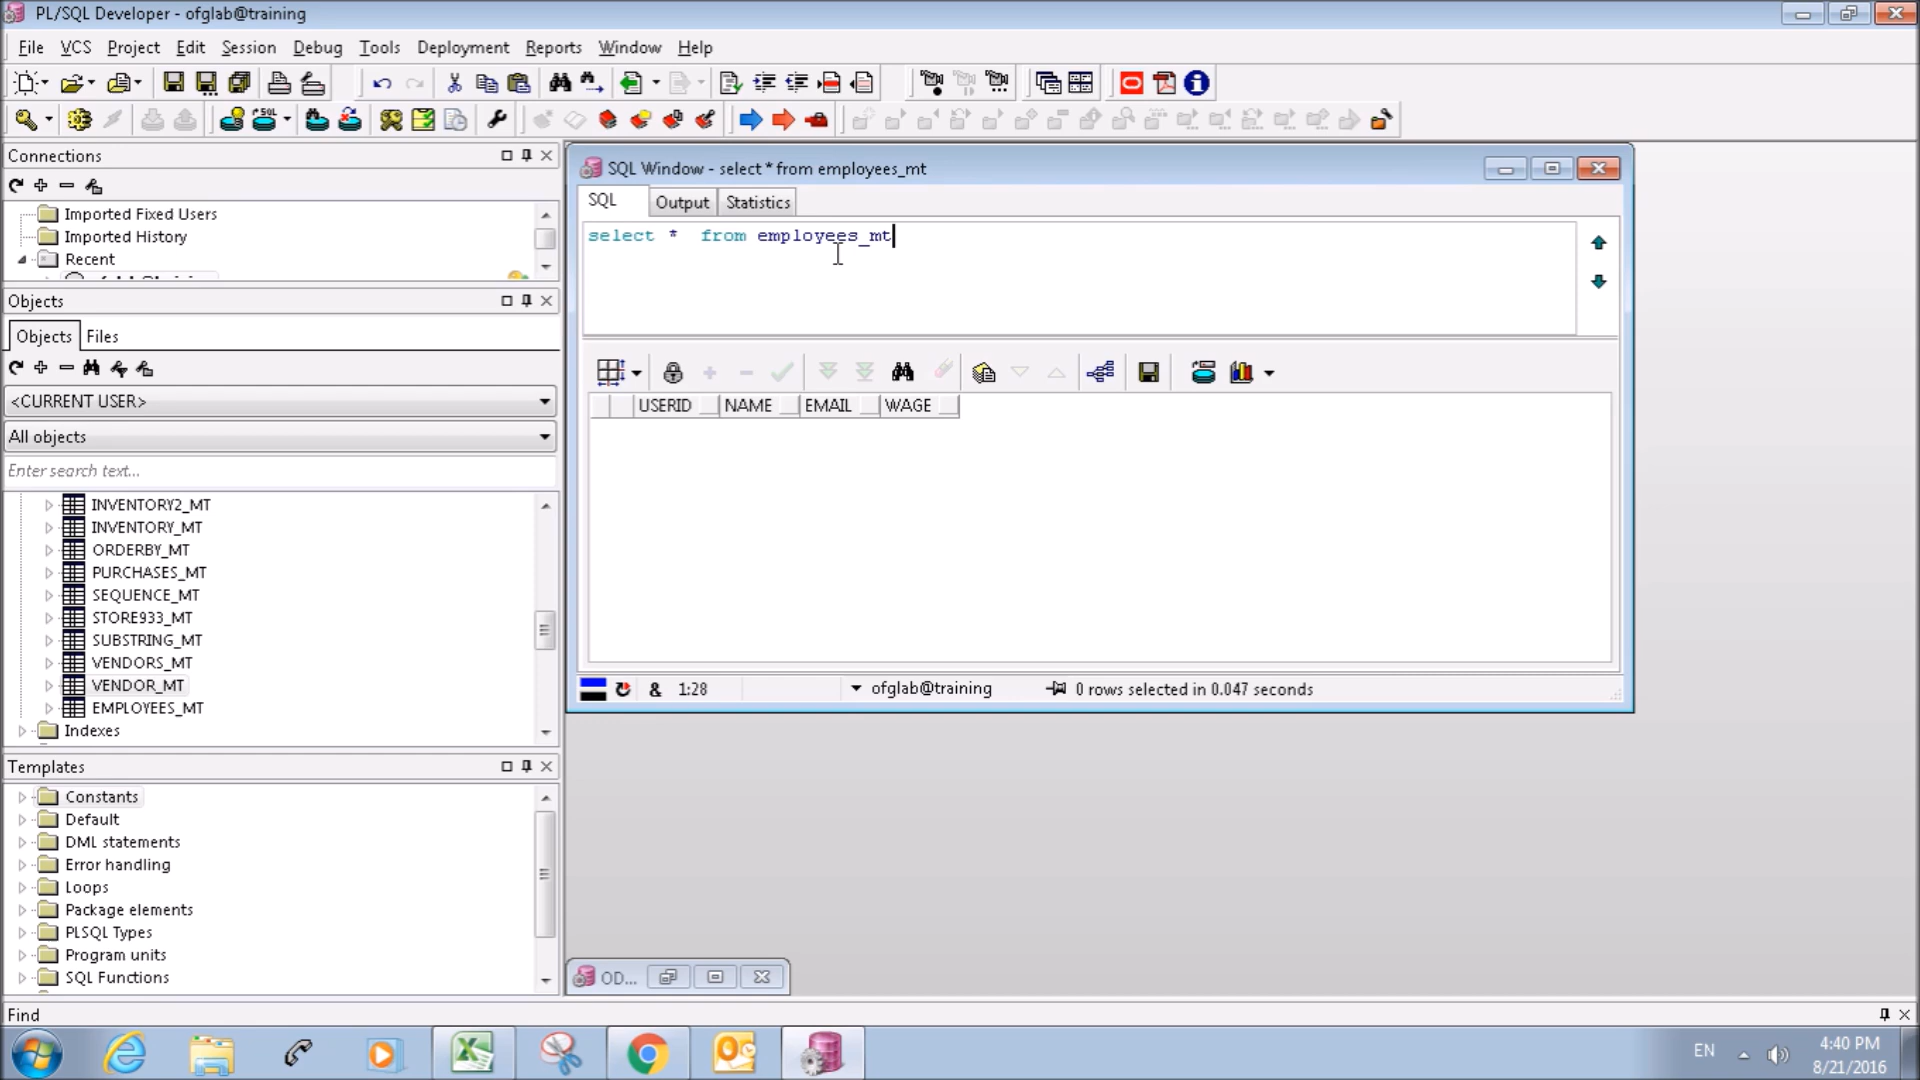 PL/SQL Developer - ofglab@training
File VCS Project Edit Session Debug Tools Deployment Reports Window Help
Connections
Imported Fixed Users
Imported History
Recent
Objects
Objects Files
<CURRENT USER>
All objects
Enter search text...
INVENTORY2_MT
INVENTORY_MT
ORDERBY_MT
PURCHASES_MT
SEQUENCE_MT
STORE933_MT
SUBSTRING_MT
VENDORS_MT
VENDOR_MT
EMPLOYEES_MT
Indexes
Templates
Constants
Default
DML statements
Error handling
Loops
Package elements
PLSQL Types
Program units
SQL Functions
SQL Window - select * from employees_mt
SQL Output Statistics
select * from employees_mt
USERID NAME EMAIL WAGE
& 1:28 ofglab@training 0 rows selected in 0.047 seconds
OD...
Find
EN
4:40 PM
8/21/2016